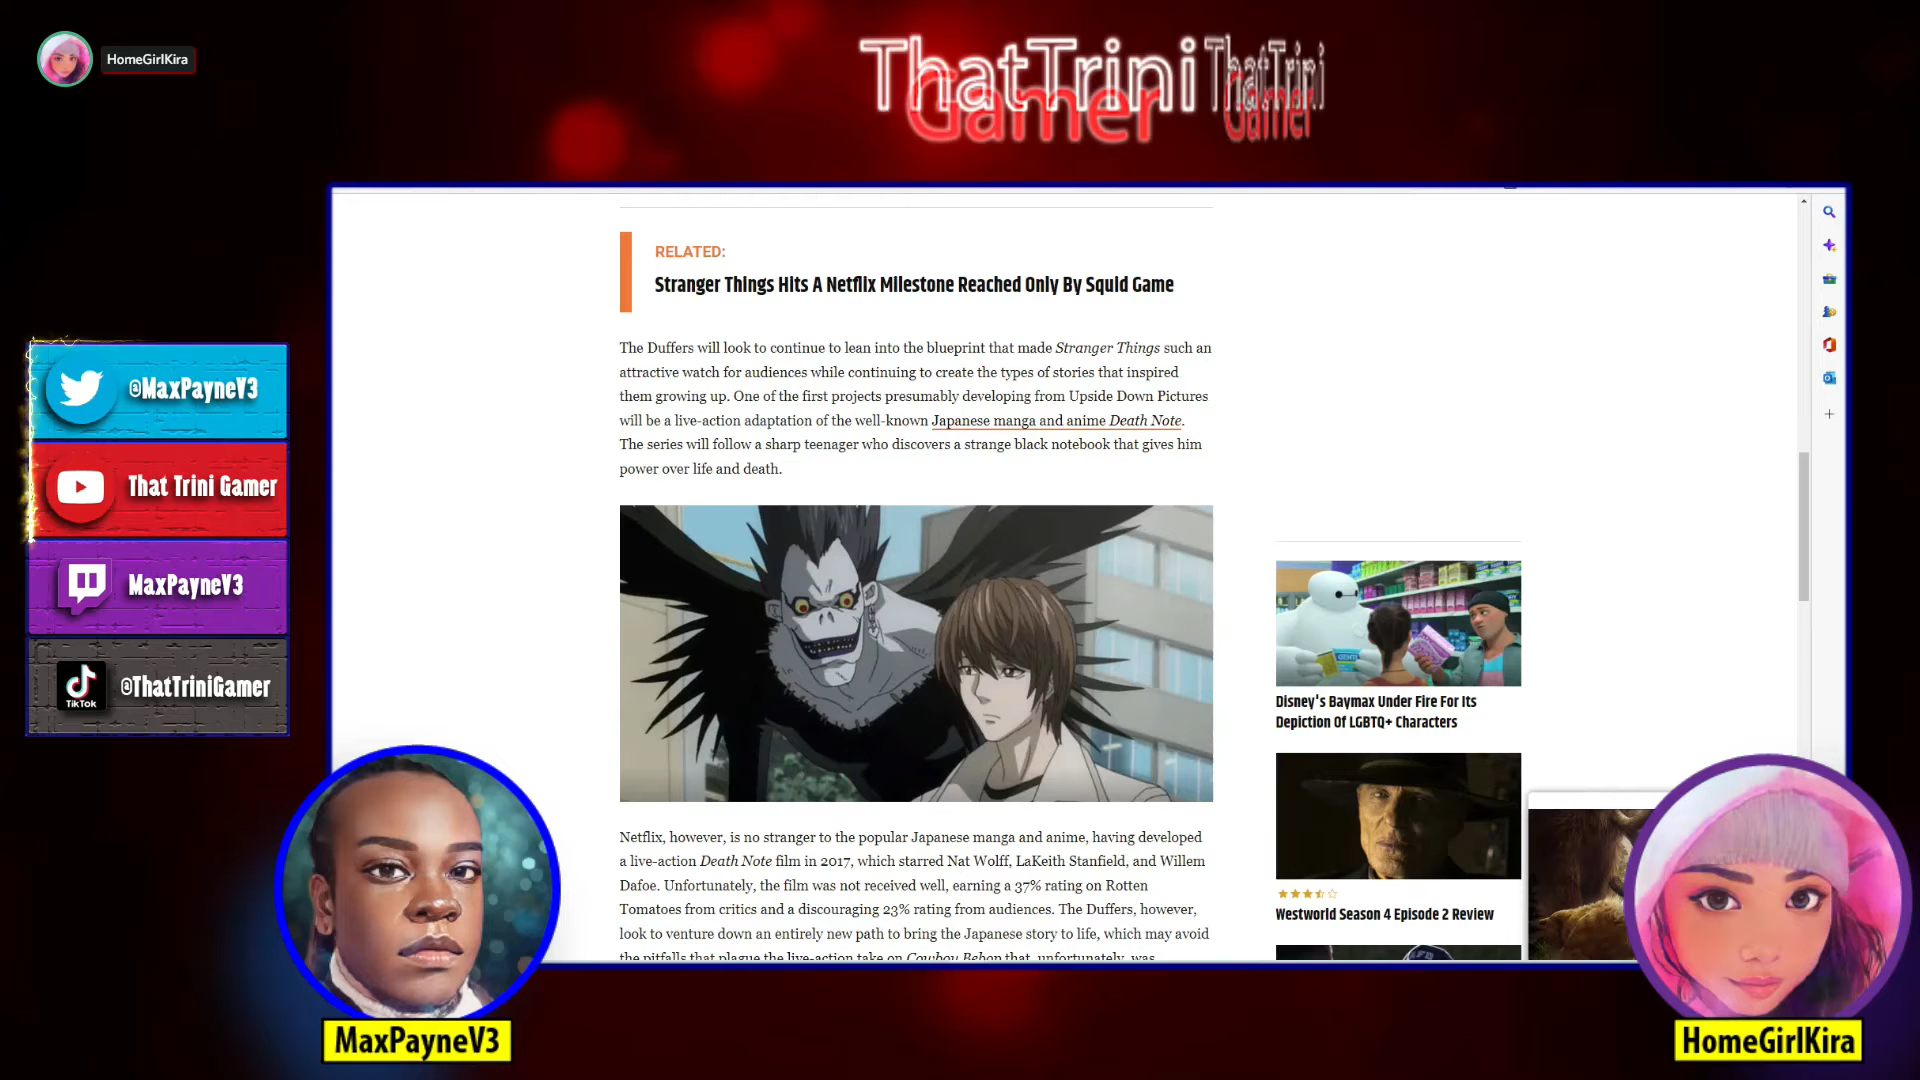 HomeGirlKira
ThatTrini ThatTrini
Gamer Gamer
RELATED:
Stranger Things Hits A Netflix Milestone Reached Only By Squid Game
The Duffers will look to continue to lean into the blueprint that made Stranger Things such an
attractive watch for audiences while continuing to create the types of stories that inspired
them growing up. One of the first projects presumably developing from Upside Down Pictures
will be a live-action adaptation of the well-known Japanese manga and anime Death Note.
The series will follow a sharp teenager who discovers a strange black notebook that gives him
power over life and death.
@MaxPayneV3
That Trini Gamer
MaxPayneV3
TikTok
@ThatTriniGamer
Disney's Baymax Under Fire For Its
Depiction Of LGBTQ+ Characters
Netflix, however, is no stranger to the popular Japanese manga and anime, having developed
a live-action Death Note film in 2017, which starred Nat Wolff, LaKeith Stanfield, and Willem
Dafoe. Unfortunately, the film was not received well, earning a 37% rating on Rotten
Tomatoes from critics and a discouraging 23% rating from audiences. The Duffers, however,
look to venture down an entirely new path to bring the Japanese story to life, which may avoid
the pitfalls that plague the live-action take on Cowboy Bebop that, unfortunately, was
Westworld Season 4 Episode 2 Review
MaxPayneV3
HomeGirlKira